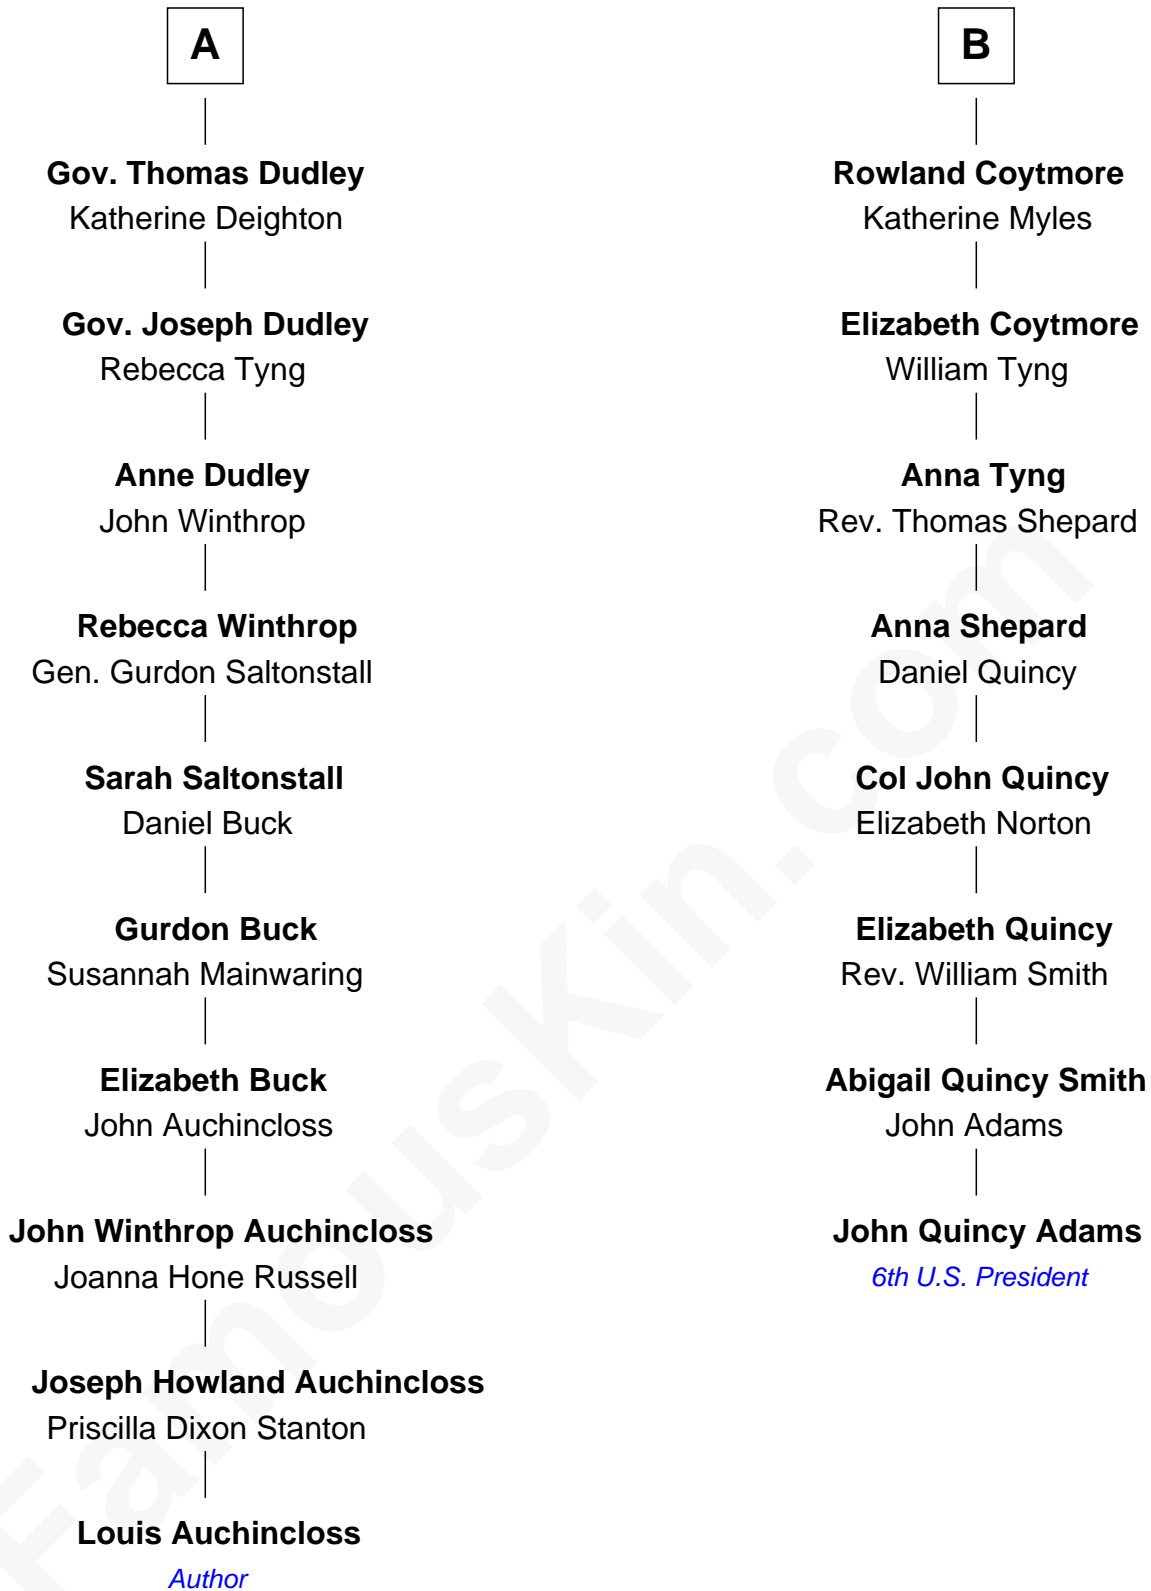 A
Gov. Thomas Dudley
Katherine Deighton
Gov. Joseph Dudley
Rebecca Tyng
Anne Dudley
John Winthrop
Rebecca Winthrop
Gen. Gurdon Saltonstall
Sarah Saltonstall
Daniel Buck
Gurdon Buck
Susannah Mainwaring
Elizabeth Buck
John Auchincloss
John Winthrop Auchincloss
Joanna Hone Russell
Joseph Howland Auchincloss
Priscilla Dixon Stanton
Louis Auchincloss
Author
B
Rowland Coytmore
Katherine Myles
Elizabeth Coytmore
William Tyng
Anna Tyng
Rev. Thomas Shepard
Anna Shepard
Daniel Quincy
Col John Quincy
Elizabeth Norton
Elizabeth Quincy
Rev. William Smith
Abigail Quincy Smith
John Adams
John Quincy Adams
6th U.S. President
FamousKin.com